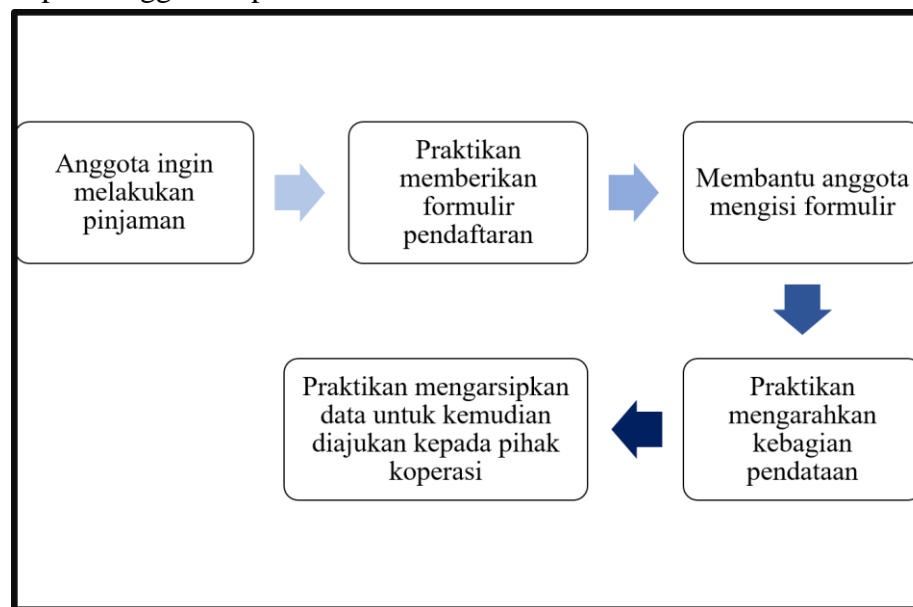 Anggota ingin
melakukan
pinjaman
Praktikan
memberikan
formulir
pendaftaran
Membantu anggota
mengisi formulir
Praktikan
mengarahkan
kebagian
pendataan
Praktikan mengarsipkan
data untuk kemudian
diajukan kepada pihak
koperasi